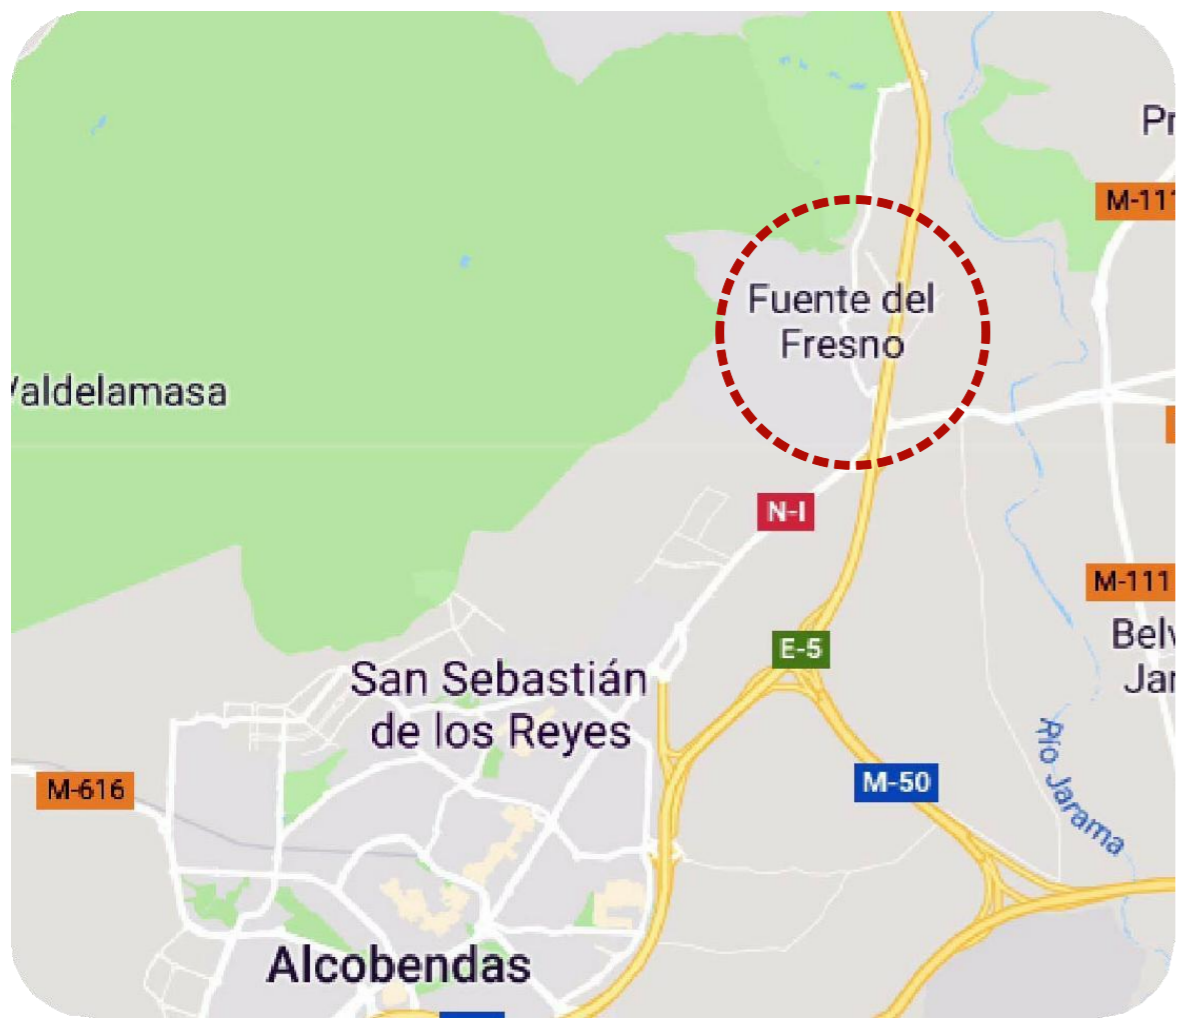 Pr
M-111
Fuente del
Fresno
Valdelamasa
N-I
M-111
E-5
Belv
Jar
San Sebastián
de los Reyes
Río Jarama
M-616
M-50
Alcobendas